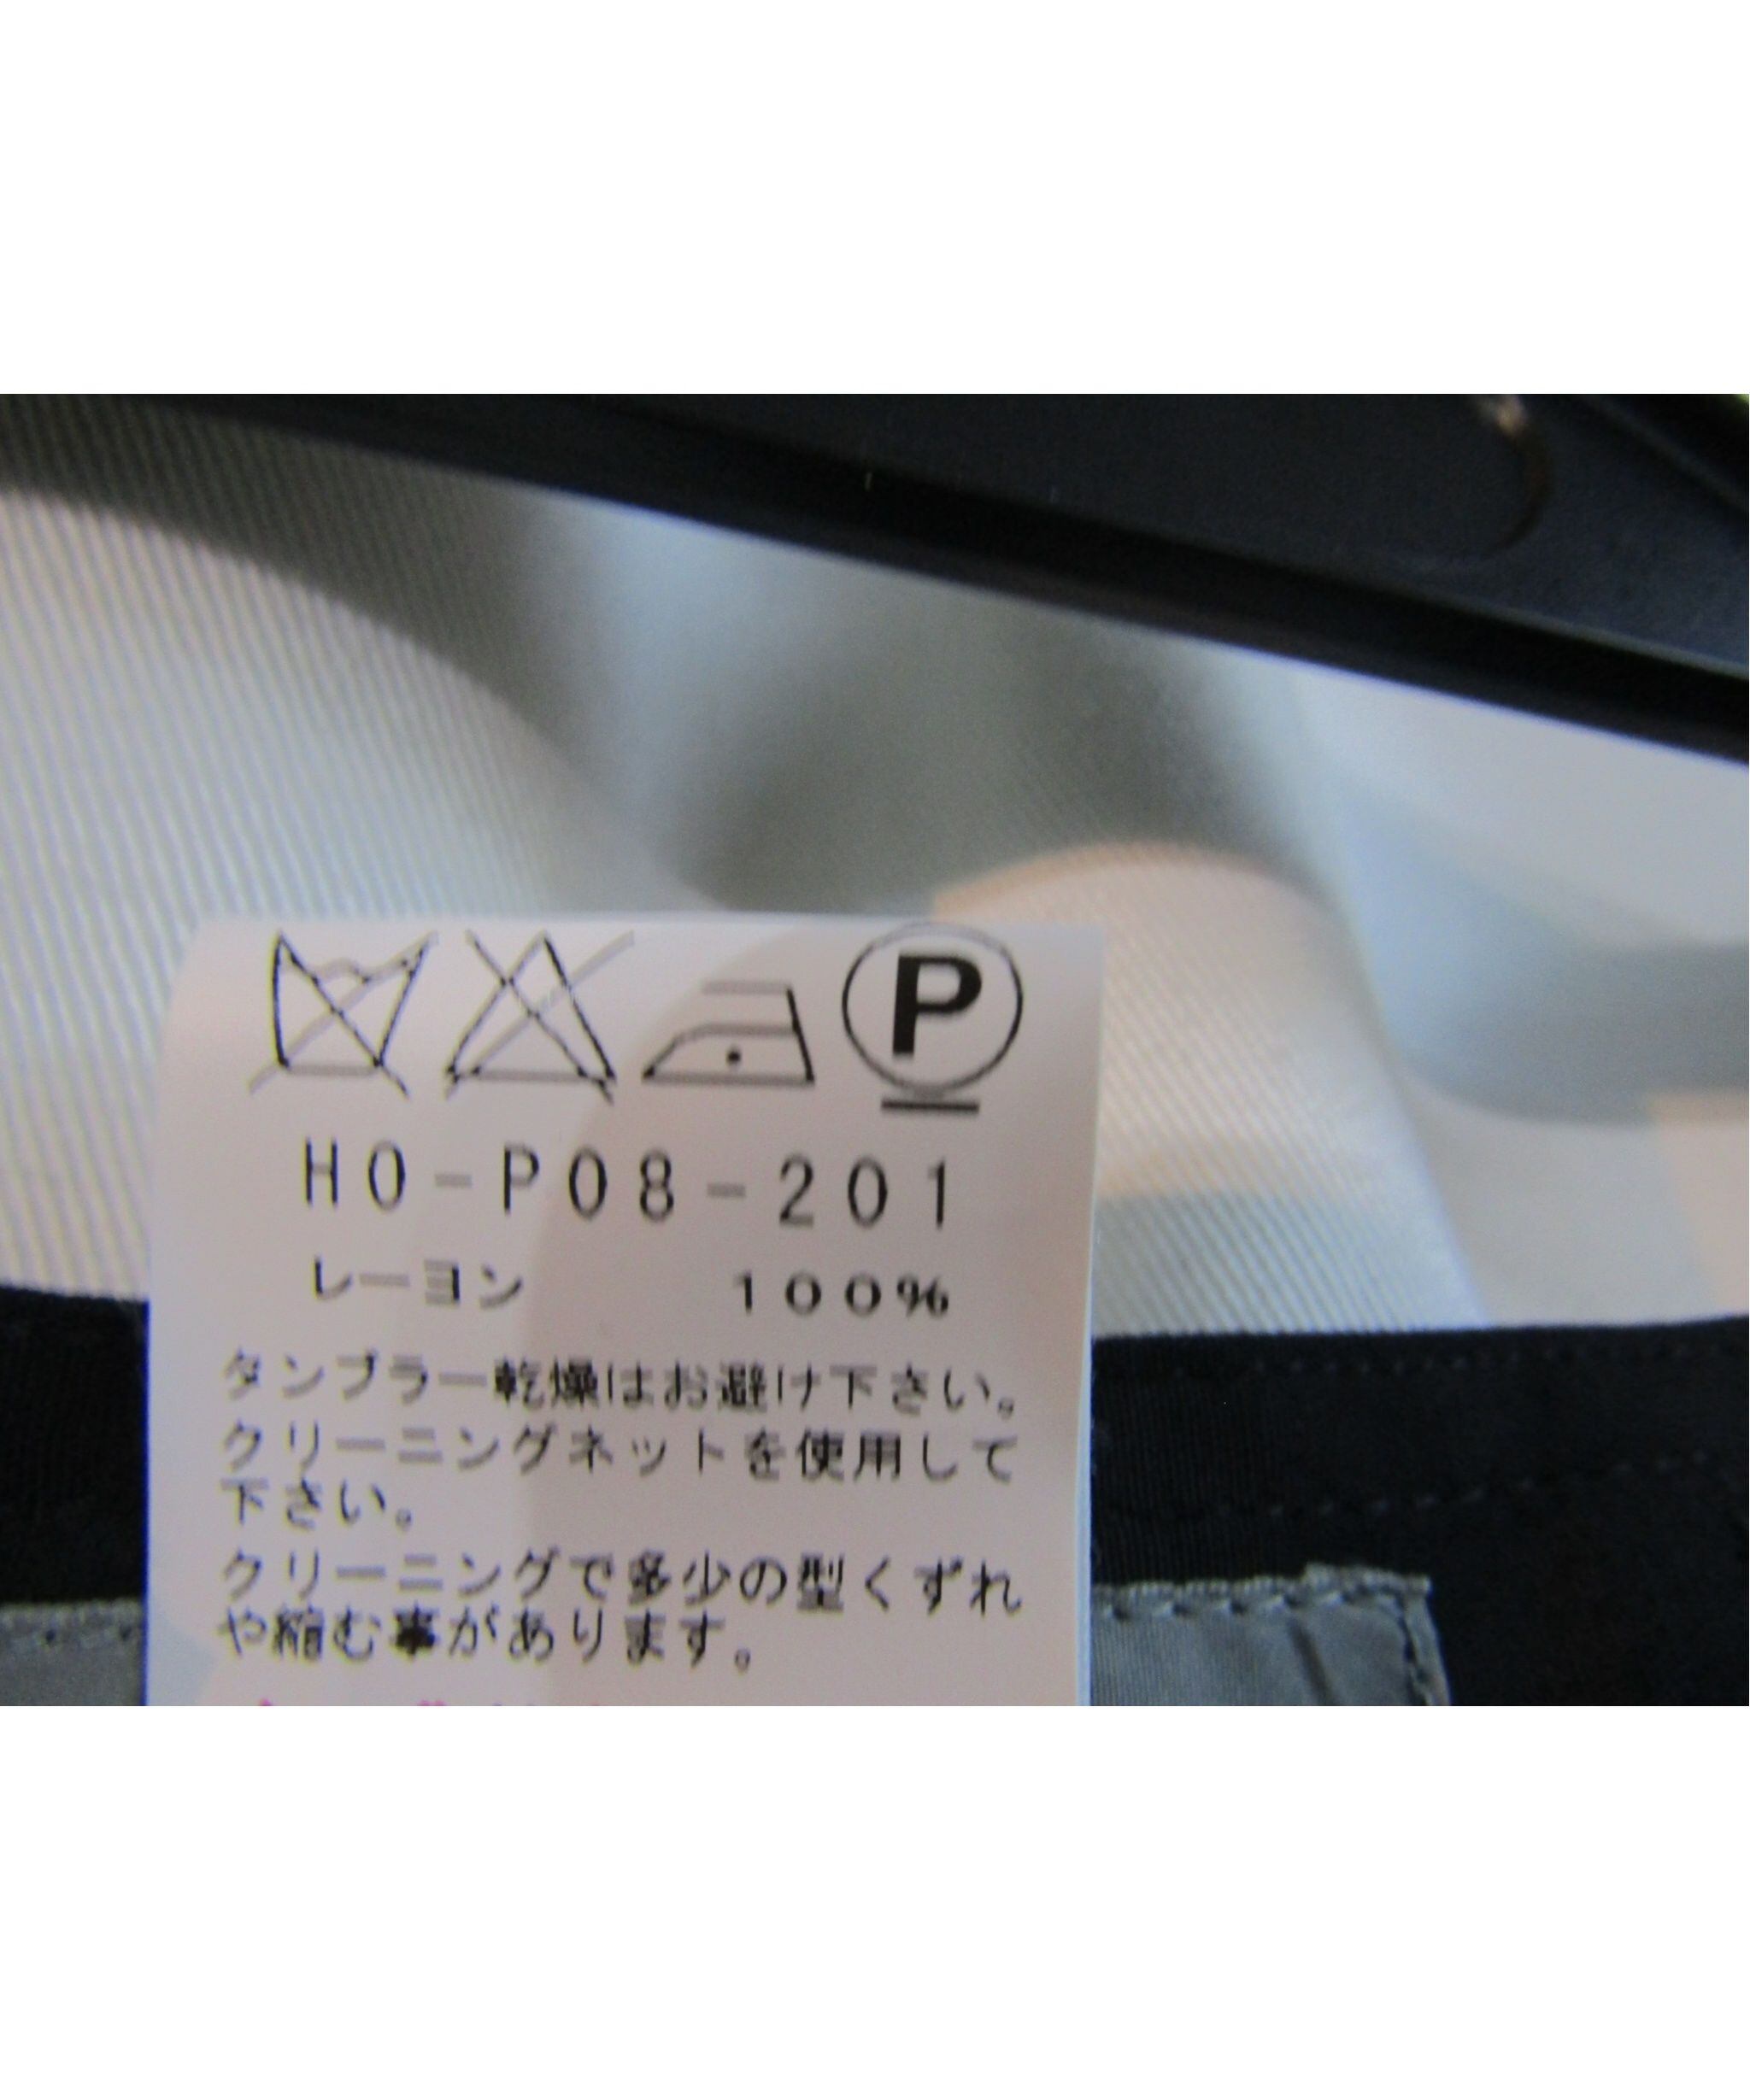 P
HO-P08-201
レーヨン 100%
タンブラー乾燥はお避け下さい。
クリーニングネットを使用して
下さい。
クリーニングで多少の型くずれ
や縮む事があります。